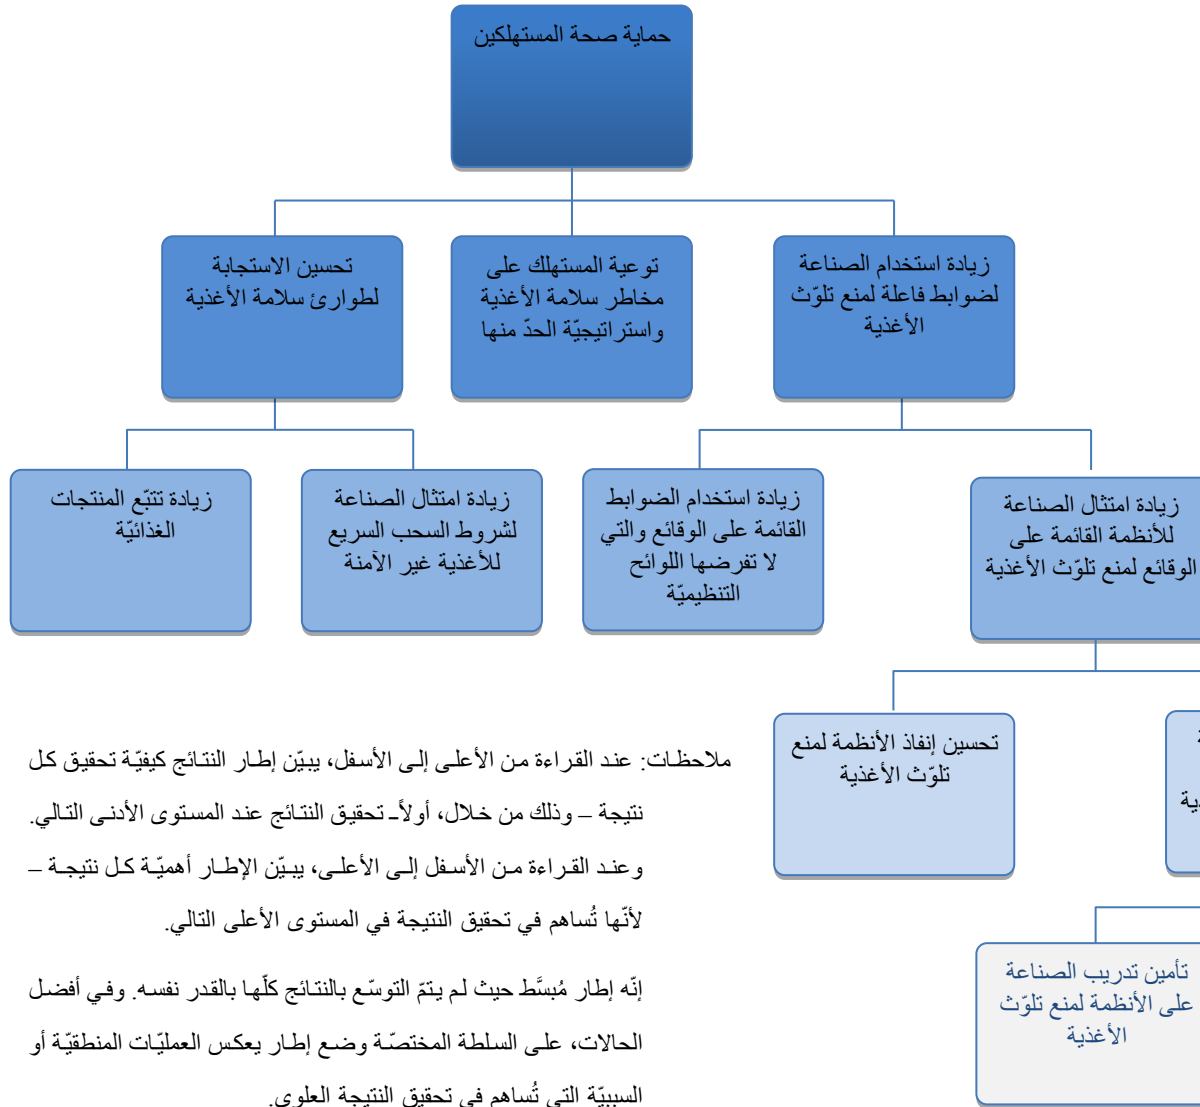 حماية صحة المستهلكين
زيادة استخدام الصناعة
لضوابط فاعلة لمنع تلوّث
الأغذية
توعية المستهلك على
مخاطر سلامة الأغذية
واستراتيجيّة الحدّ منها
تحسين الاستجابة
لطوارئ سلامة الأغذية
زيادة امتثال الصناعة
للأنظمة القائمة على
الوقائع لمنع تلوّث الأغذية
زيادة استخدام الضوابط
القائمة على الوقائع والتي
لا تفرضها اللوائح
التنظيميّة
زيادة امتثال الصناعة
لشروط السحب السريع
للأغذية غير الآمنة
زيادة تتبّع المنتجات
الغذائيّة
تحسين إنفاذ الأنظمة لمنع
تلوّث الأغذية
تأمين تدريب الصناعة
على الأنظمة لمنع تلوّث
الأغذية
ملاحظات: عند القراءة من الأعلى إلى الأسفل، يبيّن إطار النتائج كيفيّة تحقيق كل
نتيجة – وذلك من خلال، أولاًـ تحقيق النتائج عند المستوى الأدنى التالي.
وعند القراءة من الأسفل إلى الأعلى، يبيّن الإطار أهميّة كل نتيجة –
لأنّها تُساهم في تحقيق النتيجة في المستوى الأعلى التالي.
إنّه إطار مُبسَّط حيث لم يتمّ التوسّع بالنتائج كلّها بالقدر نفسه. وفي أفضل
الحالات، على السلطة المختصّة وضع إطار يعكس العمليّات المنطقيّة أو
السببيّة التي تُساهم في تحقيق النتيجة العلوي.